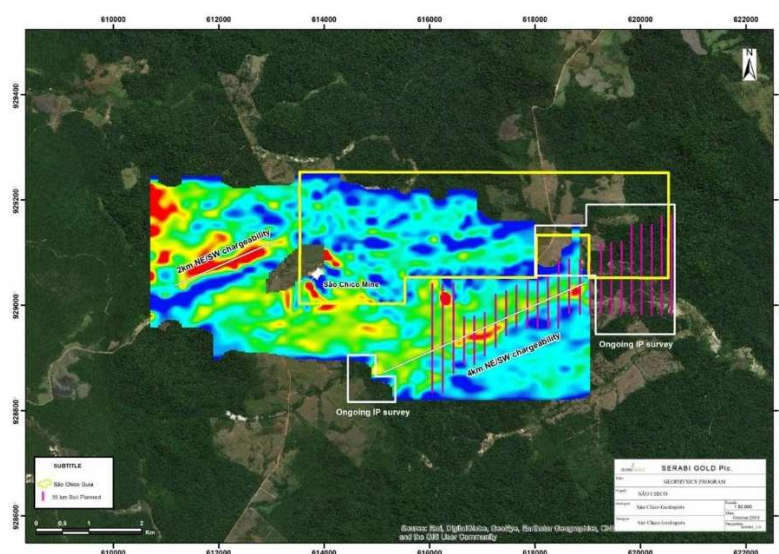 610000 612000 614000 616000 618000 620000 622000
N
929400
929200
929000
928800
928600
2km NE/SW chargeability
São Chico Mine
4km NE/SW chargeability
Ongoing IP survey
Ongoing IP survey
SUBTITLE
São Chico Guia
35 km Soil Planned
0 0.5 1 2
Km
SERABI GOLD Plc.
GEOPHYSICS PROGRAM
SÃO CHICO
São Chico Geologists
São Chico Geologists
Source: Esri, DigitalGlobe, GeoEye, Earthstar Geographics,
and the GIS User Community
610000 612000 614000 616000 618000 620000 622000